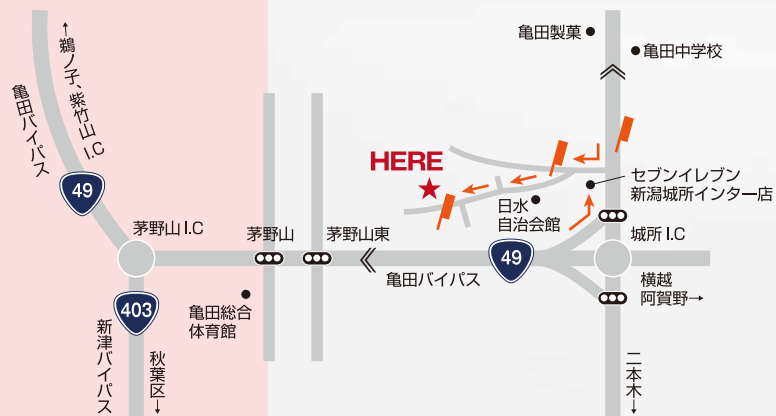 亀田製菓
亀田中学校
←鵜ノ子、紫竹山 I.C
亀田バイパス
49
HERE
セブンイレブン
新潟城所インター店
日水
自治会館
茅野山 I.C
茅野山
茅野山東
亀田バイパス
49
城所 I.C
横越
阿賀野→
403
亀田総合
体育館
新津バイパス
秋葉区→
二本木→